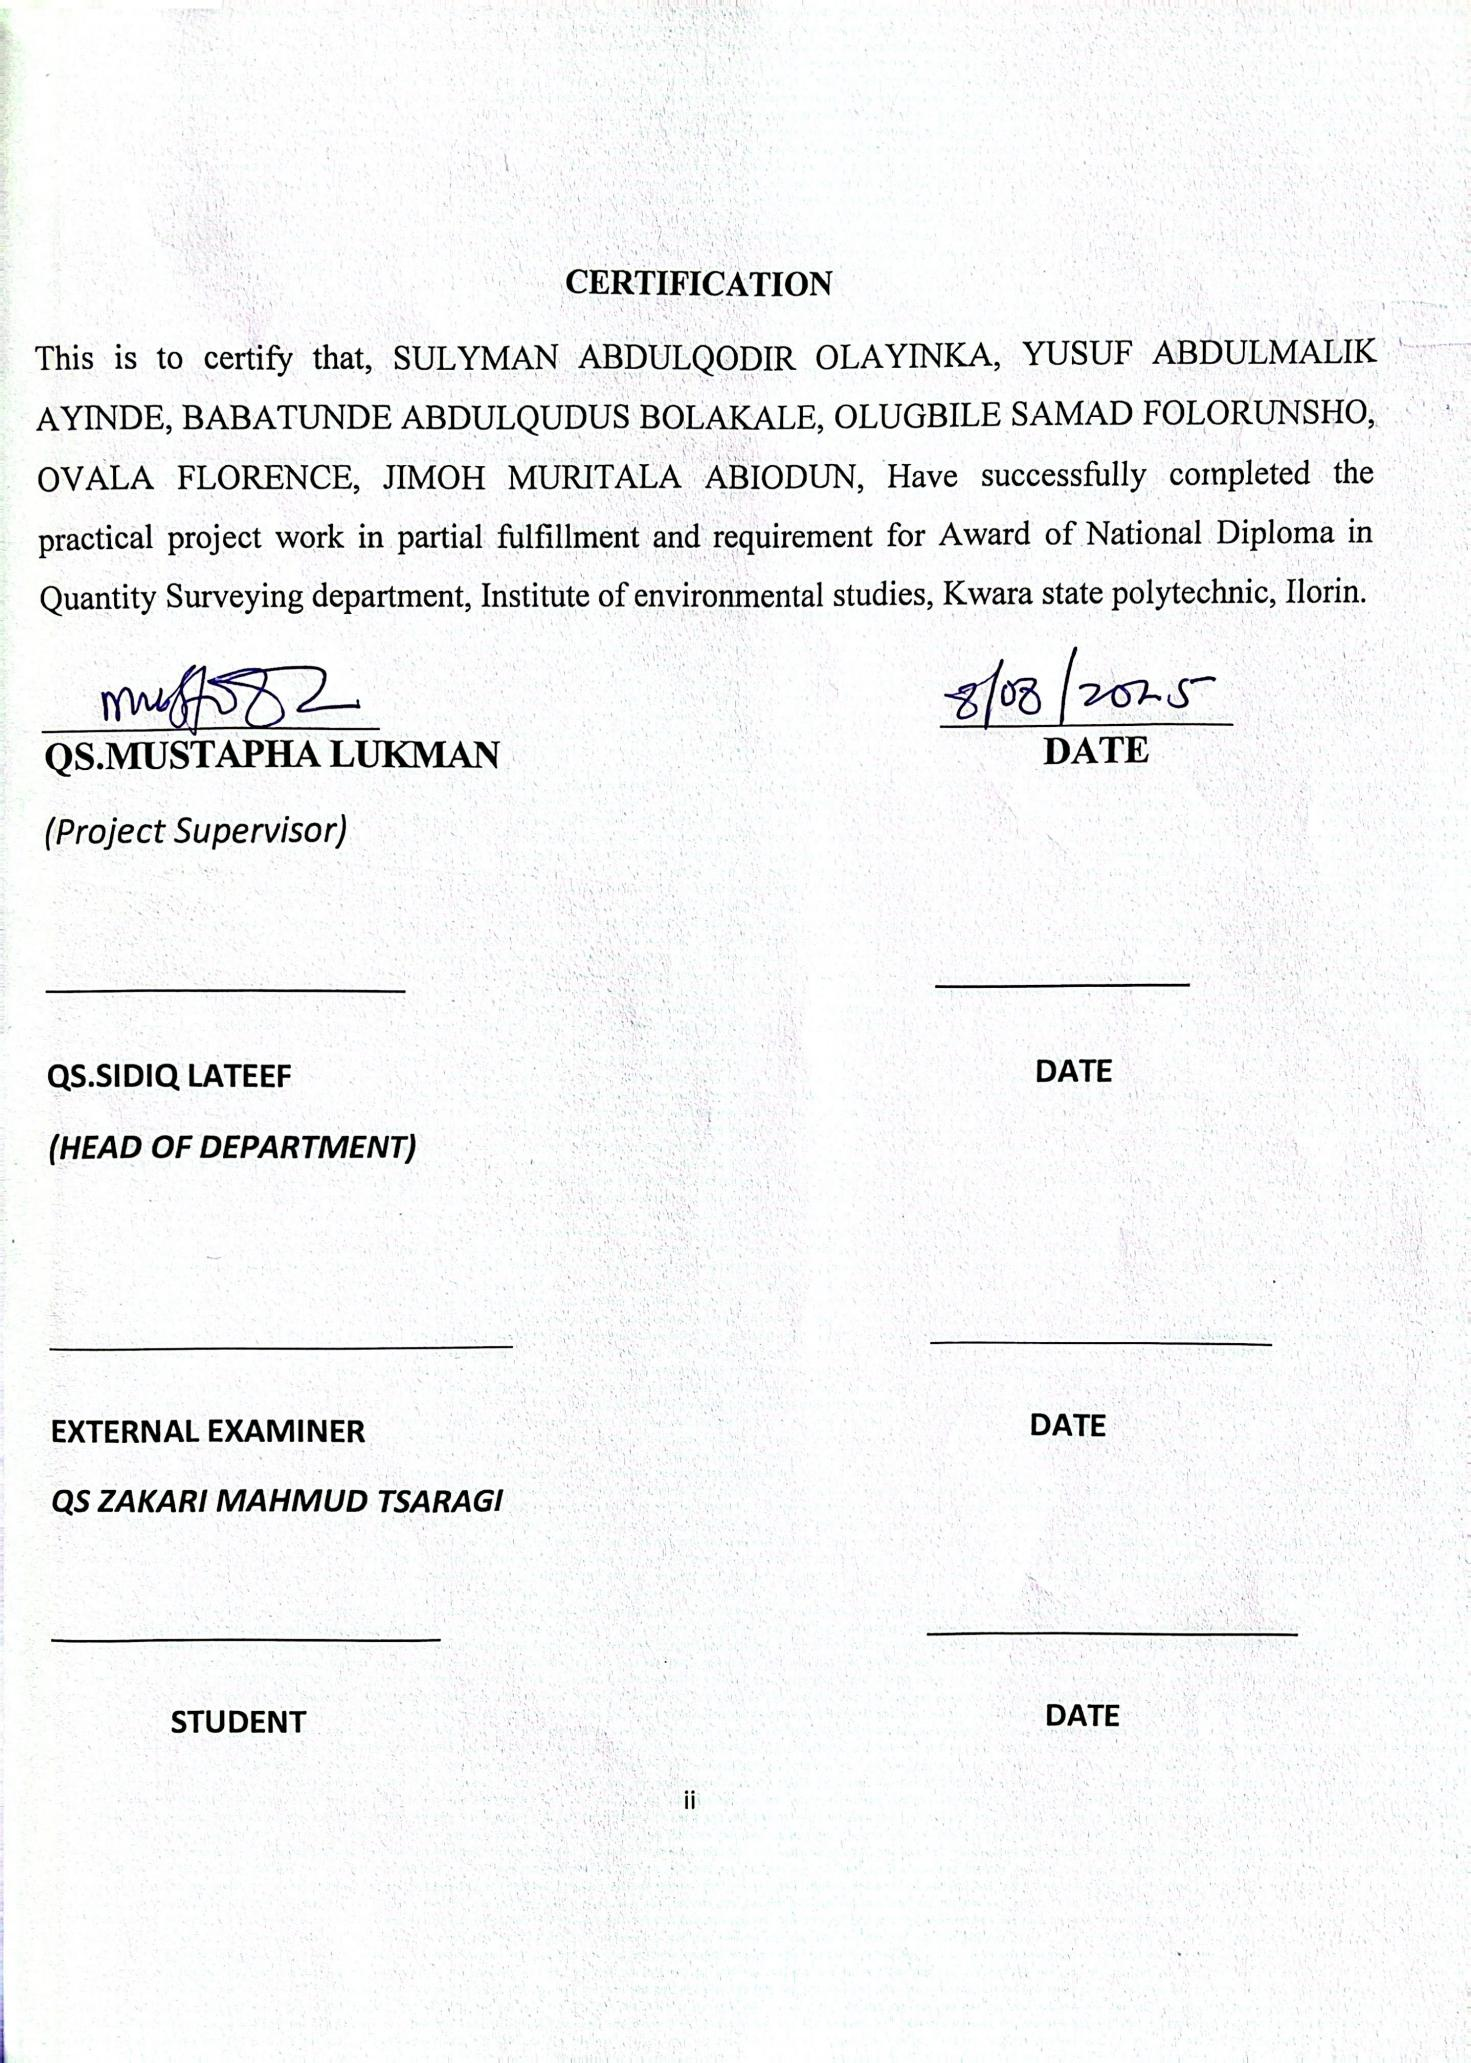 CERTIFICATION
This is to certify that, SULYMAN ABDULQODIR OLAYINKA, YUSUF ABDULMALIK
AYINDE, BABATUNDE ABDULQUDUS BOLAKALE, OLUGBILE SAMAD FOLORUNSHO,
OVALA FLORENCE, JIMOH MURITALA ABIODUN, Have successfully completed the
practical project work in partial fulfillment and requirement for Award of National Diploma in
Quantity Surveying department, Institute of environmental studies, Kwara state polytechnic, Ilorin.
8/08/2025
QS.MUSTAPHA LUKMAN DATE
(Project Supervisor)
QS.SIDIQ LATEEF DATE
(HEAD OF DEPARTMENT)
EXTERNAL EXAMINER DATE
QS ZAKARI MAHMUD TSARAGI
STUDENT DATE
ii